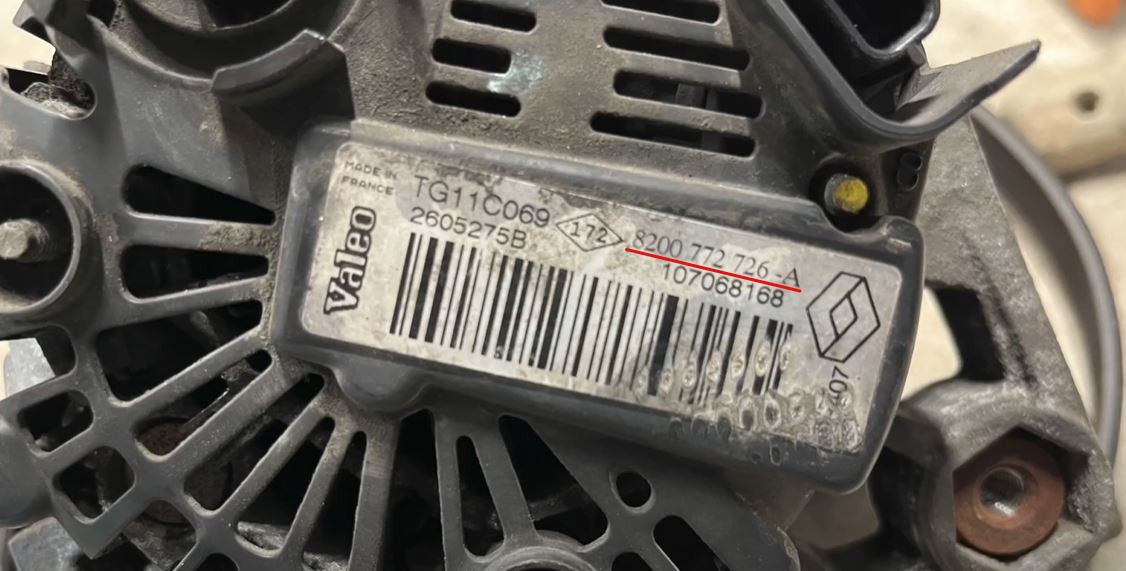 MADE IN
FRANCE
Valeo
TG11C069
2605275B
172
8200 772 726 -A
107068168
407